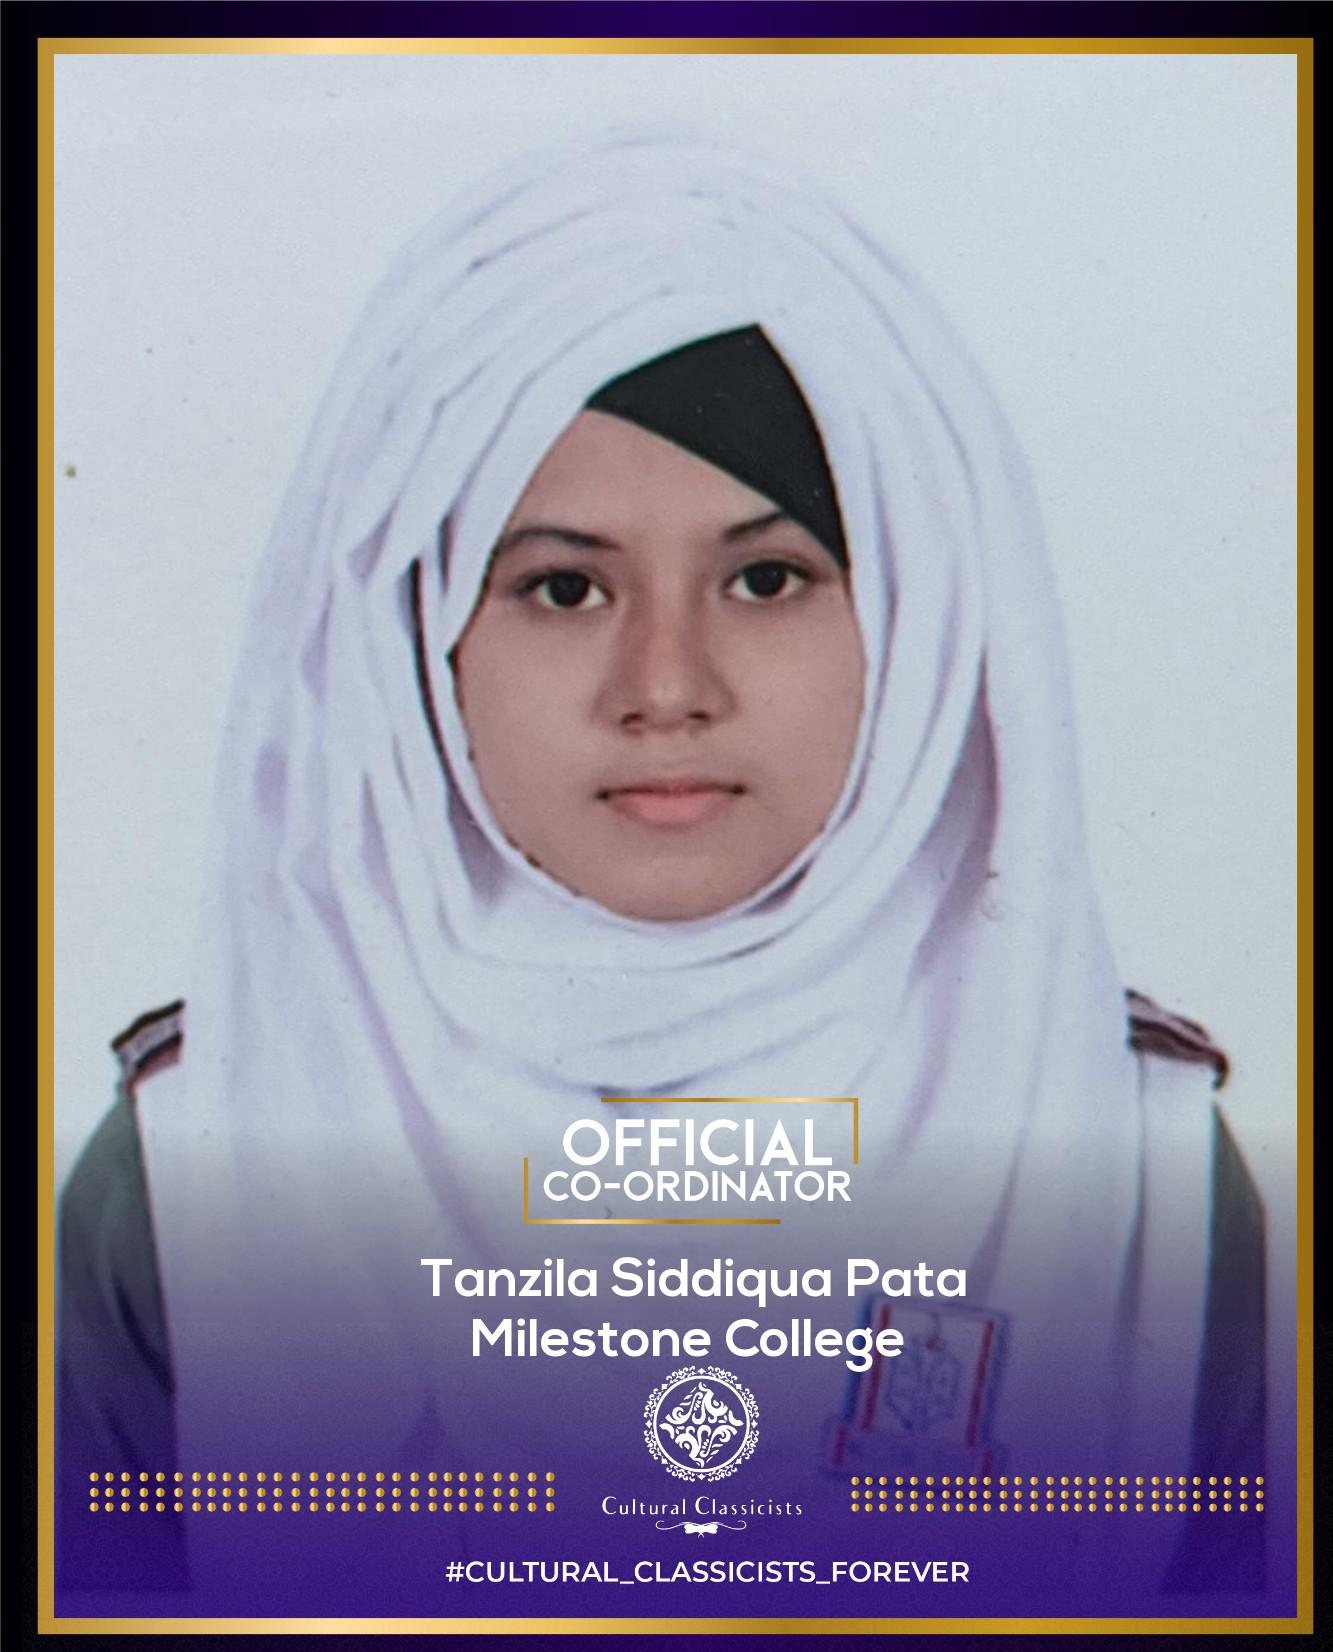 OFFICIAL
CO-ORDINATOR
Tanzila Siddiqua Pata
Milestone College
Cultural Classicists
#CULTURAL_CLASSICISTS_FOREVER